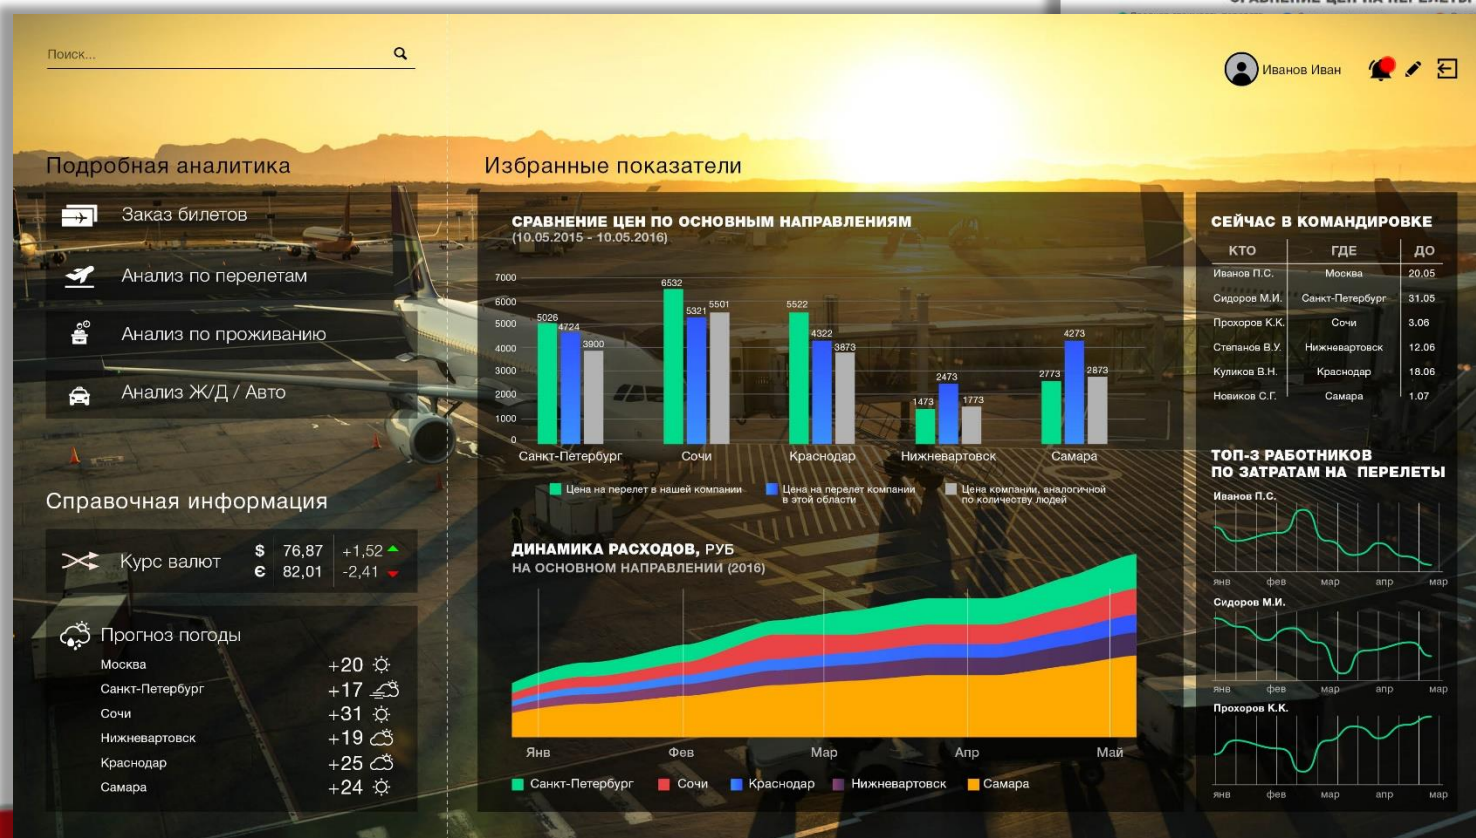 СРАВНЕНИЕ ЦЕН НА ПЕРЕЛЕТЫ
Поиск...
Иванов Иван
Подробная аналитика
Заказ билетов
Анализ по перелетам
Анализ по проживанию
Анализ Ж/Д / Авто
Справочная информация
Курс валют
$ 76,87 +1,52
€ 82,01 -2,41
Прогноз погоды
Москва +20
Санкт-Петербург +17
Сочи +31
Нижневартовск +19
Краснодар +25
Самара +24
Избранные показатели
СРАВНЕНИЕ ЦЕН ПО ОСНОВНЫМ НАПРАВЛЕНИЯМ
(10.05.2015 - 10.05.2016)
7000
6000
5000
4000
3000
2000
1000
0
5026 4724 3900
6532 5321 5501
5522 4322 3873
1473 2473 1773
2773 4273 2873
Санкт-Петербург Сочи Краснодар Нижневартовск Самара
Цена на перелет в нашей компании
Цена на перелет компании
в этой области
Цена компании, аналогичной
по количеству людей
ДИНАМИКА РАСХОДОВ, РУБ
НА ОСНОВНОМ НАПРАВЛЕНИИ (2016)
Янв Фев Мар Апр Май
Санкт-Петербург Сочи Краснодар Нижневартовск Самара
СЕЙЧАС В КОМАНДИРОВКЕ
КТО ГДЕ ДО
Иванов П.С. Москва 20.05
Сидоров М.И. Санкт-Петербург 31.05
Прохоров К.К. Сочи 3.06
Степанов В.У. Нижневартовск 12.06
Куликов В.Н. Краснодар 18.06
Новиков С.Г. Самара 1.07
ТОП-3 РАБОТНИКОВ
ПО ЗАТРАТАМ НА ПЕРЕЛЕТЫ
Иванов П.С.
янв фев мар апр мар
Сидоров М.И.
янв фев мар апр мар
Прохоров К.К.
янв фев мар апр мар